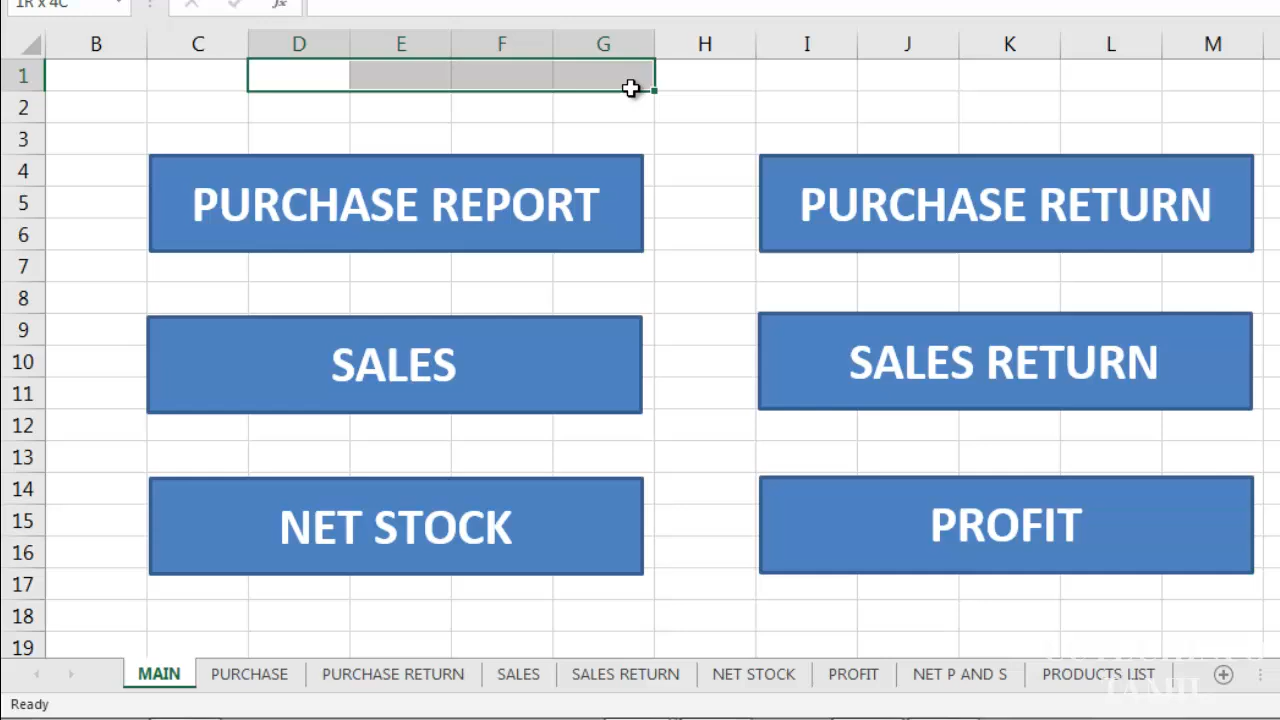 1R x 4C
fx
B C D E F G H I J K L M
1
2
3
4
5
6
7
8
9
10
11
12
13
14
15
16
17
18
19
PURCHASE REPORT
PURCHASE RETURN
SALES
SALES RETURN
NET STOCK
PROFIT
MAIN PURCHASE PURCHASE RETURN SALES SALES RETURN NET STOCK PROFIT NET P AND S PRODUCTS LIST
Ready